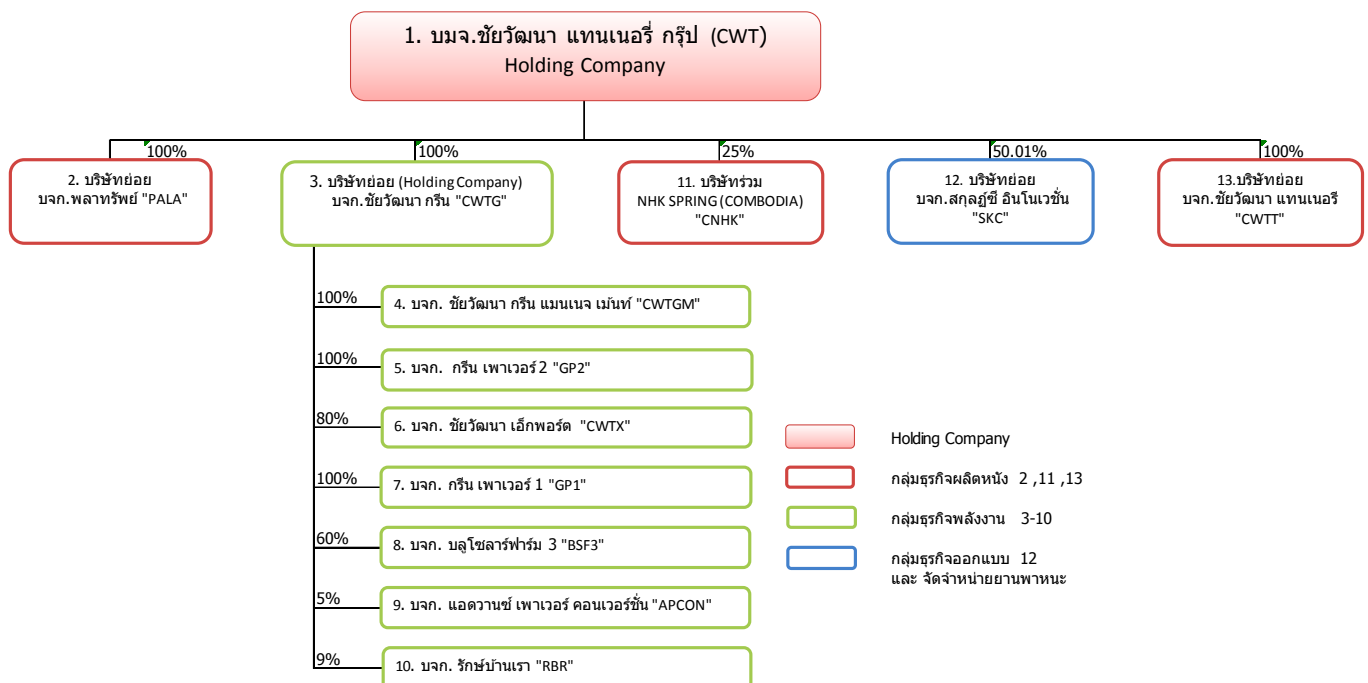 1. บมจ.ชัยวัฒนา แทนเนอรี่ กรุ๊ป (CWT)
Holding Company
100%
100%
25%
50.01%
100%
2. บริษัทย่อย
บจก.พลาทรัพย์ "PALA"
3. บริษัทย่อย (Holding Company)
บจก.ชัยวัฒนา กรีน "CWTG"
11. บริษัทร่วม
NHK SPRING (COMBODIA)
"CNHK"
12. บริษัทย่อย
บจก.สกุลฎ์ซี อินโนเวชั่น
"SKC"
13.บริษัทย่อย
บจก.ชัยวัฒนา แทนเนอรี
"CWTT"
100%
4. บจก. ชัยวัฒนา กรีน แมนเนจ เม้นท์ "CWTGM"
100%
5. บจก. กรีน เพาเวอร์ 2 "GP2"
80%
6. บจก. ชัยวัฒนา เอ็กพอร์ต "CWTX"
100%
7. บจก. กรีน เพาเวอร์ 1 "GP1"
60%
8. บจก. บลูโซลาร์ฟาร์ม 3 "BSF3"
5%
9. บจก. แอดวานซ์ เพาเวอร์ คอนเวอร์ชั่น "APCON"
9%
10. บจก. รักษ์บ้านเรา "RBR"
Holding Company
กลุ่มธุรกิจผลิตหนัง 2 ,11 ,13
กลุ่มธุรกิจพลังงาน 3-10
กลุ่มธุรกิจออกแบบ 12
และ จัดจำหน่ายยานพาหนะ